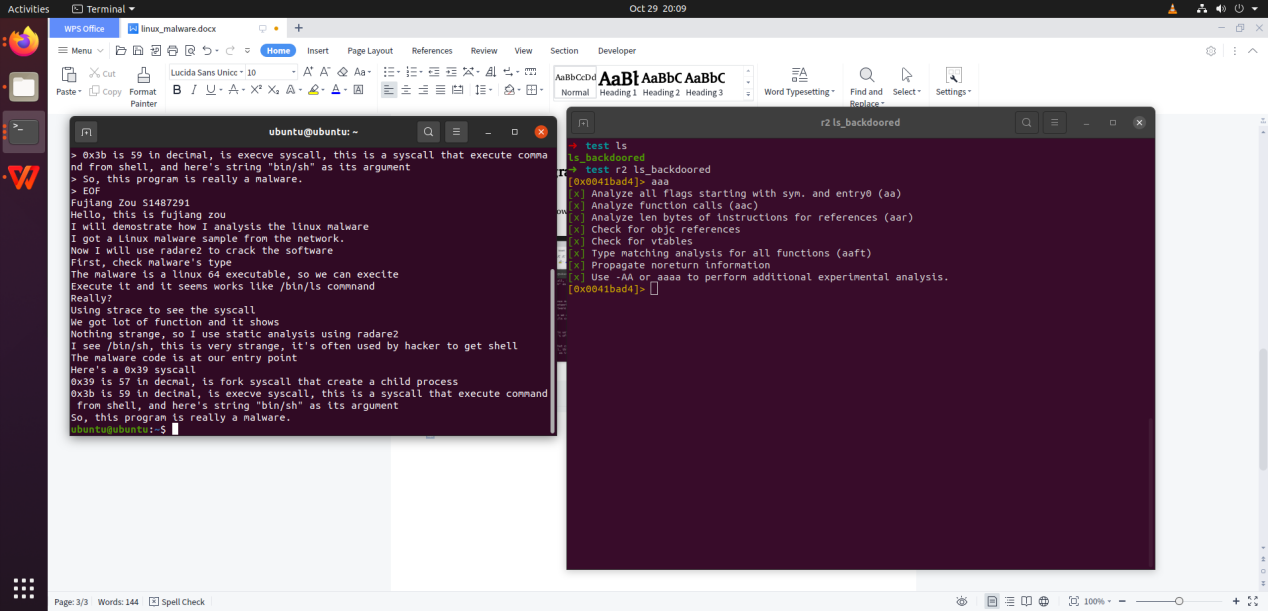 Activities
Terminal
Oct 29 20:09
WPS Office
linux_malware.docx
Menu
Home
Insert
Page Layout
References
Review
View
Section
Developer
Paste
Cut
Copy
Format
Painter
Lucida Sans Unicc
10
AaBbCcDd
AaBl
AaBbC
AaBbC
Normal
Heading 1
Heading 2
Heading 3
Word Typesetting
Find and
Replace
Select
Settings
ubuntu@ubuntu: ~
> 0x3b is 59 in decimal, is execve syscall, this is a syscall that execute comma
nd from shell, and here's string "bin/sh" as its argument
> So, this program is really a malware.
> EOF
Fujiang Zou S1487291
Hello, this is fujiang zou
I will demostrate how I analysis the linux malware
I got a Linux malware sample from the network.
Now I will use radare2 to crack the software
First, check malware's type
The malware is a linux 64 executable, so we can execite
Execute it and it seems works like /bin/ls commnand
Really?
Using strace to see the syscall
We got lot of function and it shows
Nothing strange, so I use static analysis using radare2
I see /bin/sh, this is very strange, it's often used by hacker to get shell
The malware code is at our entry point
Here's a 0x39 syscall
0x39 is 57 in decmal, is fork syscall that create a child process
0x3b is 59 in decimal, is execve syscall, this is a syscall that execute command
from shell, and here's string "bin/sh" as its argument
So, this program is really a malware.
ubuntu@ubuntu:~$
r2 ls_backdoored
→ test ls
ls_backdoored
→ test r2 ls_backdoored
[0x0041bad4]> aaa
[x] Analyze all flags starting with sym. and entry0 (aa)
[x] Analyze function calls (aac)
[x] Analyze len bytes of instructions for references (aar)
[x] Check for objc references
[x] Check for vtables
[x] Type matching analysis for all functions (aaft)
[x] Propagate noreturn information
[x] Use -AA or aaaa to perform additional experimental analysis.
[0x0041bad4]>
Page: 3/3
Words: 144
Spell Check
100%